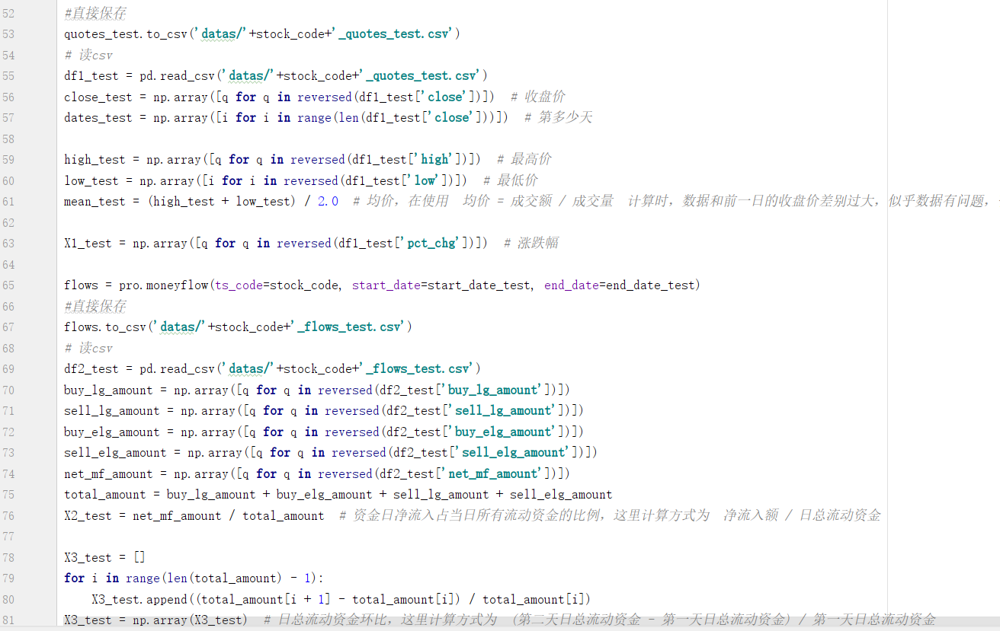 52 #直接保存
53 quotes_test.to_csv('datas/'+stock_code+'_quotes_test.csv')
54 # 读csv
55 df1_test = pd.read_csv('datas/'+stock_code+'_quotes_test.csv')
56 close_test = np.array([q for q in reversed(df1_test['close'])])  # 收盘价
57 dates_test = np.array([i for i in range(len(df1_test['close']))])  # 第多少天
58
59 high_test = np.array([q for q in reversed(df1_test['high'])])  # 最高价
60 low_test = np.array([i for i in reversed(df1_test['low'])])  # 最低价
61 mean_test = (high_test + low_test) / 2.0  # 均价，在使用  均价 = 成交额 / 成交量  计算时，数据和前一日的收盘价差别过大，似乎数据有问题，
62
63 X1_test = np.array([q for q in reversed(df1_test['pct_chg'])])  # 涨跌幅
64
65 flows = pro.moneyflow(ts_code=stock_code, start_date=start_date_test, end_date=end_date_test)
66 #直接保存
67 flows.to_csv('datas/'+stock_code+'_flows_test.csv')
68 # 读csv
69 df2_test = pd.read_csv('datas/'+stock_code+'_flows_test.csv')
70 buy_lg_amount = np.array([q for q in reversed(df2_test['buy_lg_amount'])])
71 sell_lg_amount = np.array([q for q in reversed(df2_test['sell_lg_amount'])])
72 buy_elg_amount = np.array([q for q in reversed(df2_test['buy_elg_amount'])])
73 sell_elg_amount = np.array([q for q in reversed(df2_test['sell_elg_amount'])])
74 net_mf_amount = np.array([q for q in reversed(df2_test['net_mf_amount'])])
75 total_amount = buy_lg_amount + buy_elg_amount + sell_lg_amount + sell_elg_amount
76 X2_test = net_mf_amount / total_amount  # 资金日净流入占当日所有流动资金的比例，这里计算方式为  净流入额 / 日总流动资金
77
78 X3_test = []
79 for i in range(len(total_amount) - 1):
80     X3_test.append((total_amount[i + 1] - total_amount[i]) / total_amount[i])
81 X3_test = np.array(X3_test)  # 日总流动资金环比，这里计算方式为  (第二天日总流动资金 - 第一天日总流动资金) / 第一天日总流动资金